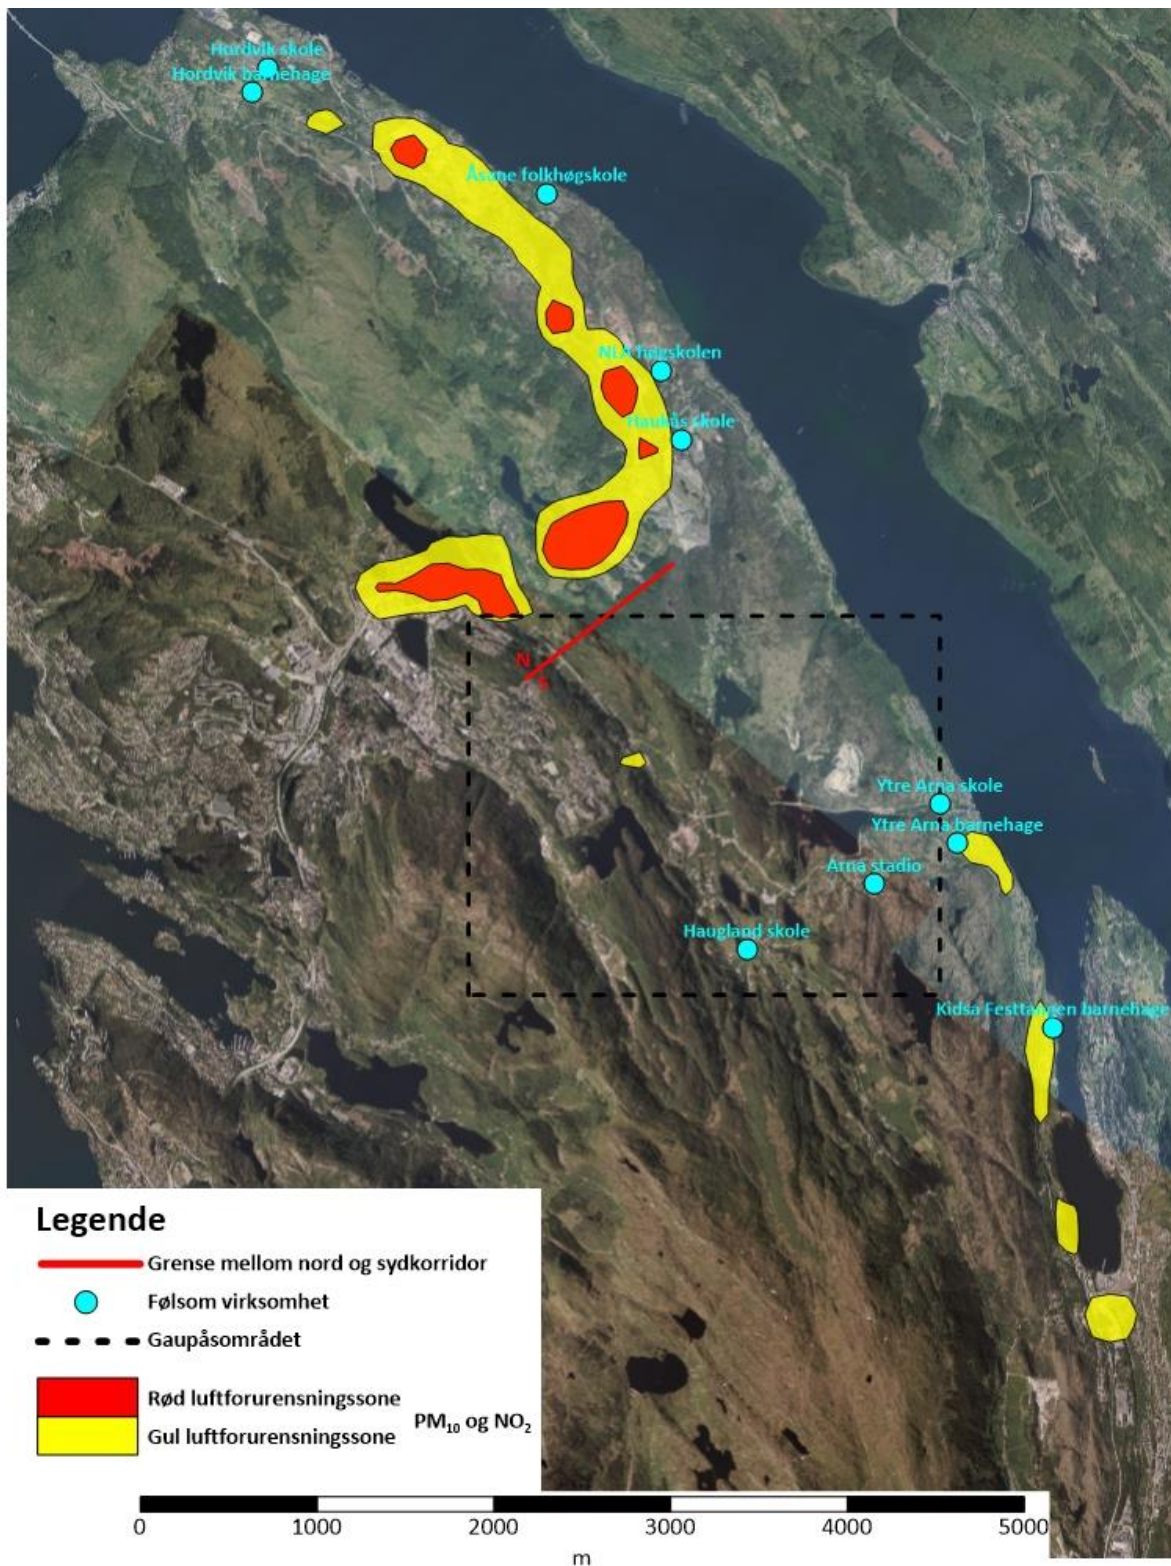 Hordvik skole
Hordvik barnehage
Åsane folkhøgskole
NLA høgskolen
Haukås skole
N
S
Ytre Arna skole
Ytre Arna barnehage
Arna stadio
Haugland skole
Kidsa Festtangen barnehage
Legende
Grense mellom nord og sydkorridor
Følsom virksomhet
Gaupåsområdet
Rød luftforurensningssone
Gul luftforurensningssone
PM₁₀ og NO₂
0 1000 2000 3000 4000 5000
m